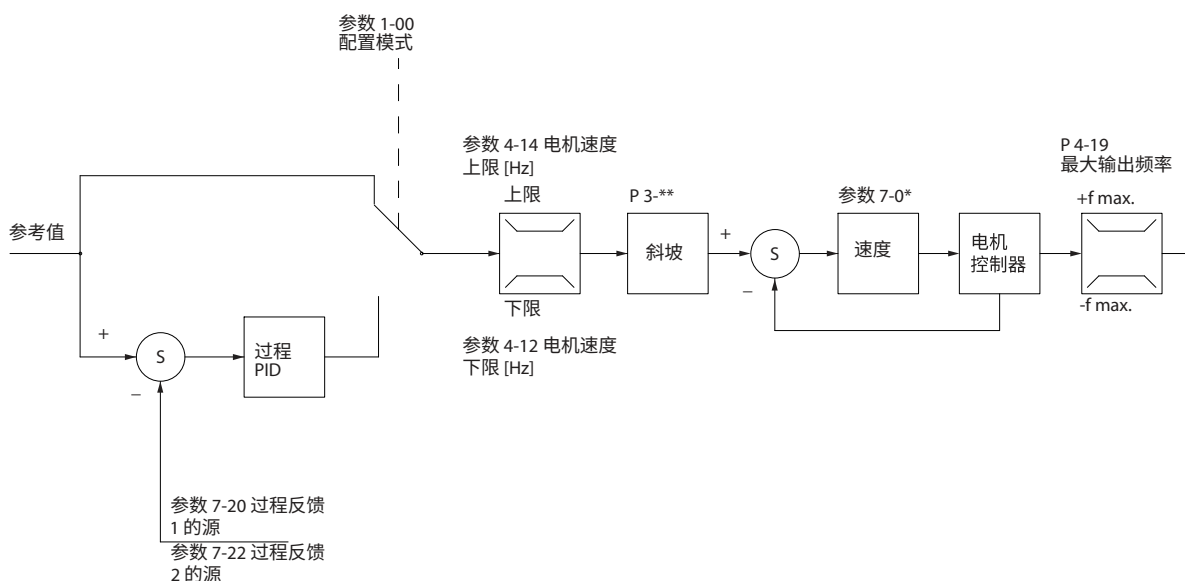 参数 1-00
配置模式
参数 4-14 电机速度
上限 [Hz]
上限
P 3-**
参数 7-0*
P 4-19
最大输出频率
+f max.
参考值
斜坡
+
S
速度
电机
控制器
−
下限
-f max.
+
S
过程
PID
−
参数 4-12 电机速度
下限 [Hz]
参数 7-20 过程反馈
1 的源
参数 7-22 过程反馈
2 的源